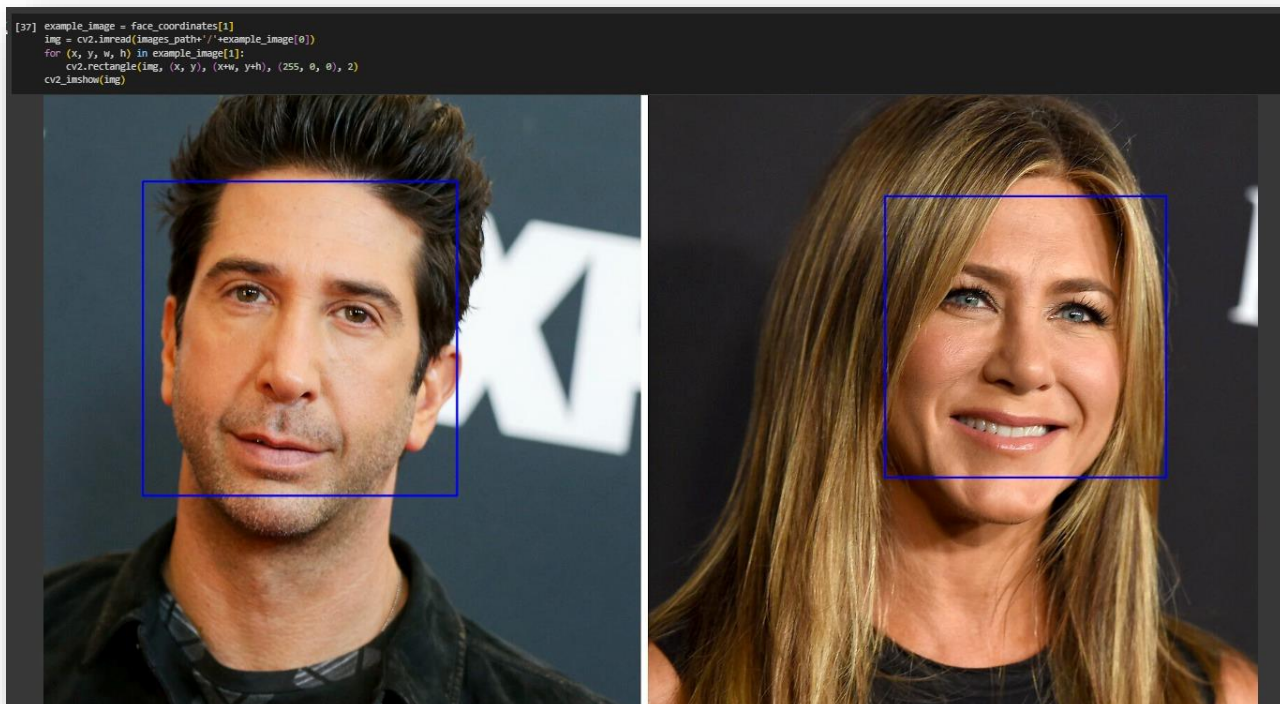 [37] example_image = face_coordinates[1]
img = cv2.imread(images_path+'/'+example_image[0])
for (x, y, w, h) in example_image[1]:
    cv2.rectangle(img, (x, y), (x+w, y+h), (255, 0, 0), 2)
cv2_imshow(img)